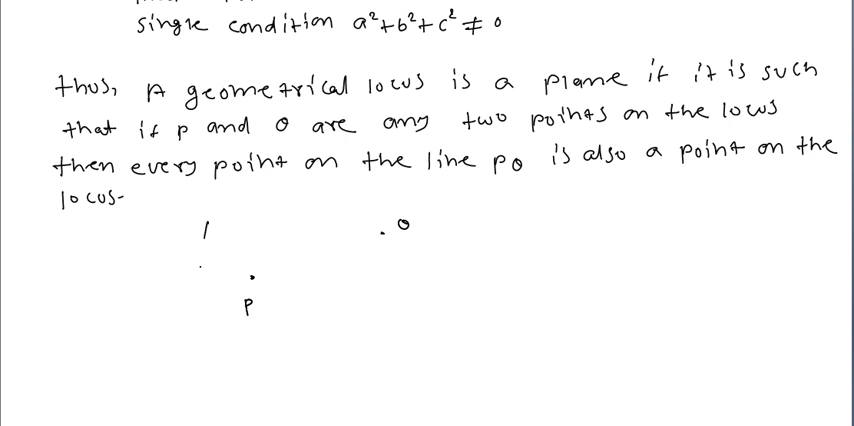 single condition a²+b²+c² ≠ 0
thus, A geometrical locus is a plane if it is such
that if P and Q are any two points on the locus
then every point on the line PQ is also a point on the
locus-
. Q
P